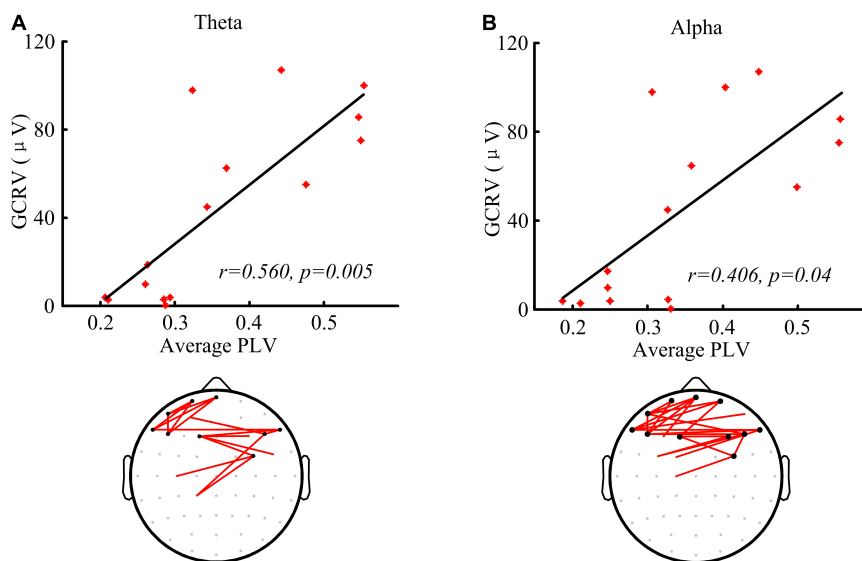 A
Theta
120
80
40
0
GCRV ( μ V)
r=0.560, p=0.005
0.2
0.3
0.4
0.5
Average PLV
B
Alpha
120
80
40
0
GCRV ( μ V)
r=0.406, p=0.04
0.2
0.3
0.4
0.5
Average PLV